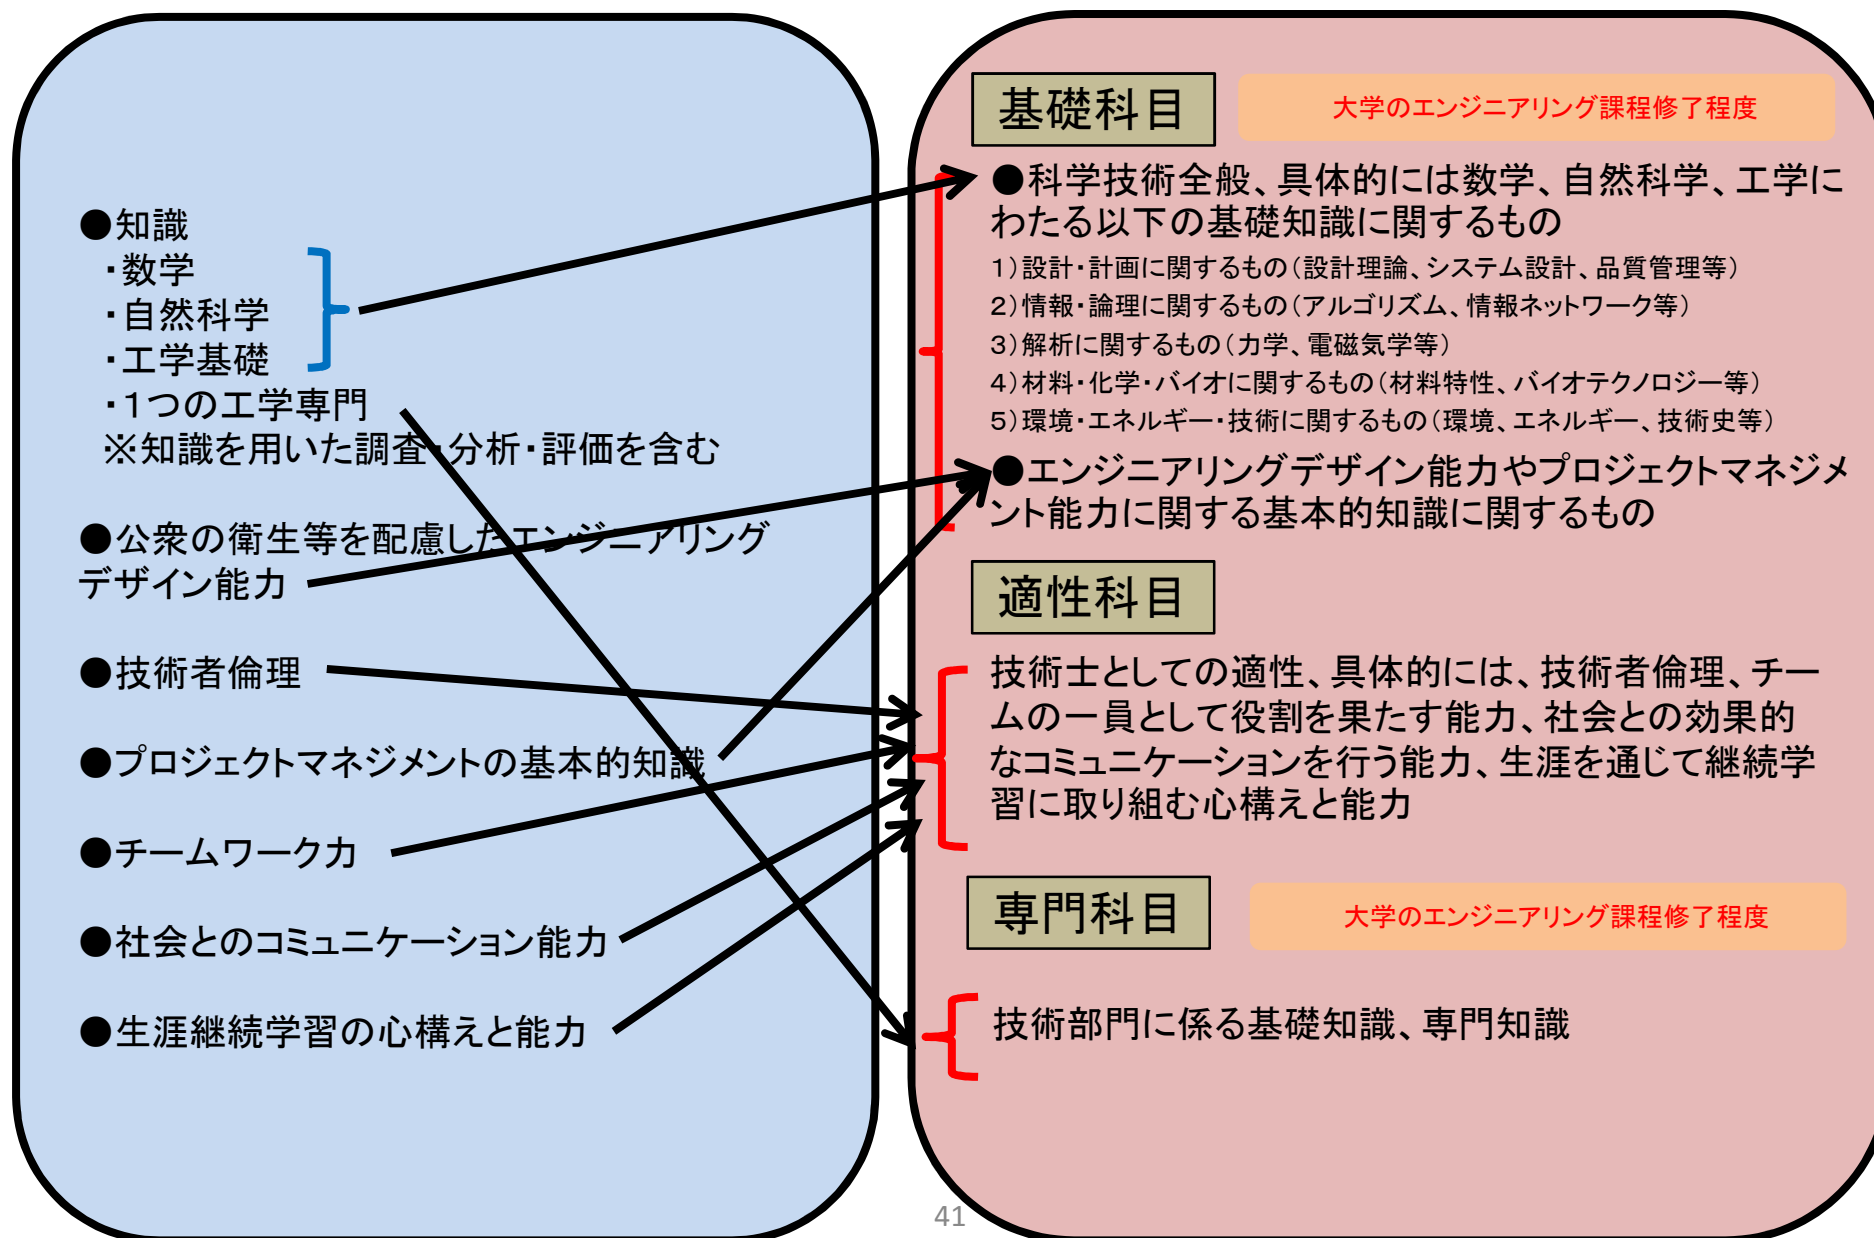 ●知識
・数学
・自然科学
・工学基礎
・1つの工学専門
※知識を用いた調査・分析・評価を含む
●公衆の衛生等を配慮したエンジニアリング
デザイン能力
●技術者倫理
●プロジェクトマネジメントの基本的知識
●チームワーク力
●社会とのコミュニケーション能力
●生涯継続学習の心構えと能力
基礎科目
大学のエンジニアリング課程修了程度
●科学技術全般、具体的には数学、自然科学、工学に
わたる以下の基礎知識に関するもの
1)設計・計画に関するもの(設計理論、システム設計、品質管理等)
2)情報・論理に関するもの(アルゴリズム、情報ネットワーク等)
3)解析に関するもの(力学、電磁気学等)
4)材料・化学・バイオに関するもの(材料特性、バイオテクノロジー等)
5)環境・エネルギー・技術に関するもの(環境、エネルギー、技術史等)
●エンジニアリングデザイン能力やプロジェクトマネジメ
ント能力に関する基本的知識に関するもの
適性科目
技術士としての適性、具体的には、技術者倫理、チー
ムの一員として役割を果たす能力、社会との効果的
なコミュニケーションを行う能力、生涯を通じて継続学
習に取り組む心構えと能力
専門科目
大学のエンジニアリング課程修了程度
技術部門に係る基礎知識、専門知識
41